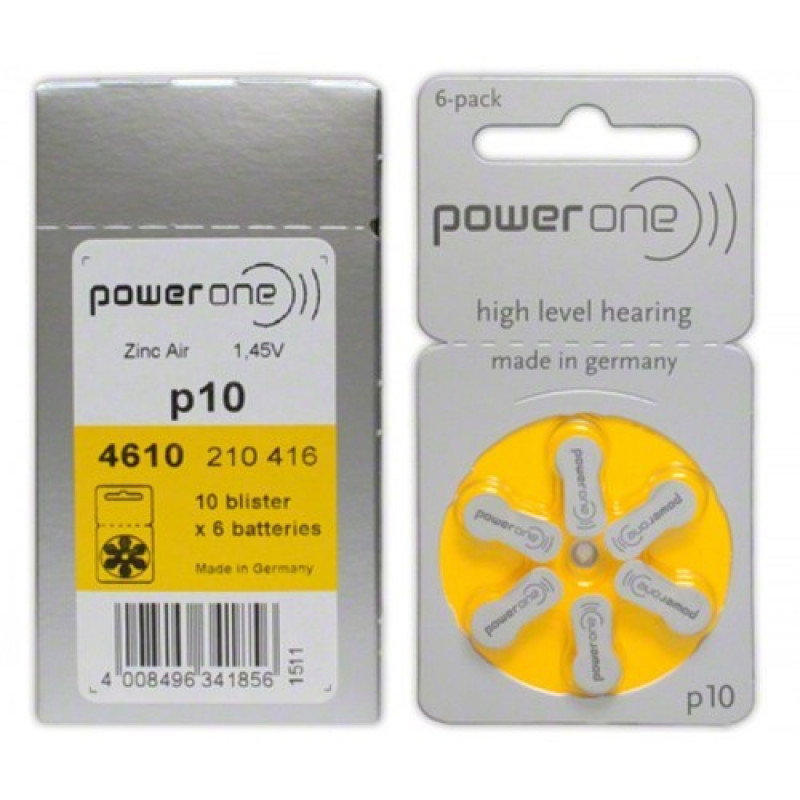 power one
Zinc Air 1,45V
p10
4610 210 416
10 blister
x 6 batteries
Made in Germany
4 008496 341856
1511
6-pack
power one
high level hearing
made in germany
power one
power one
power one
power one
power one
power one
p10